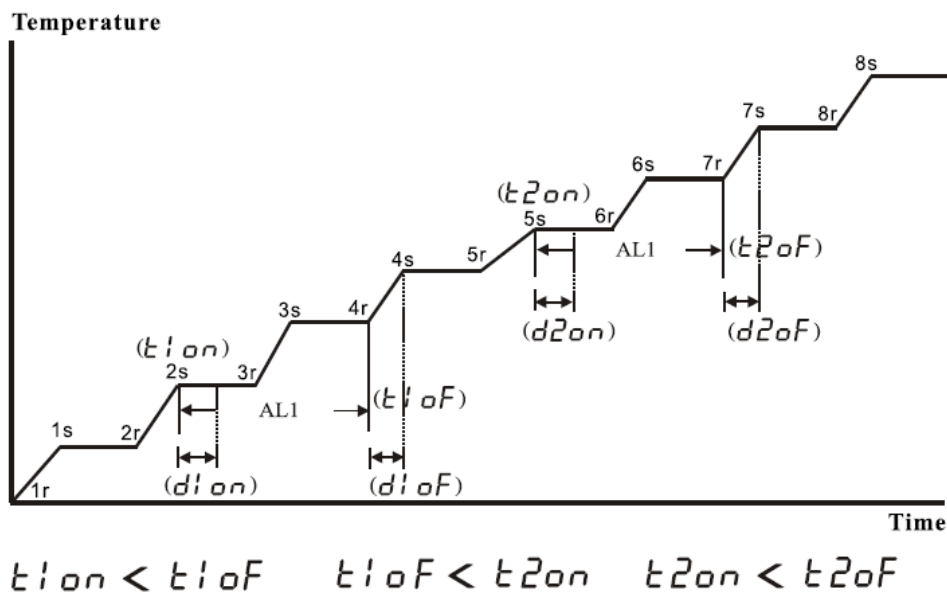 Temperature
8s
7s
8r
6s
7r
(t2on)
5s
6r
AL1
(t2oF)
4s
5r
(d2on)
(d2oF)
3s
4r
(t1on)
2s
3r
AL1
(t1oF)
1s
2r
(d1on)
(d1oF)
1r
Time
t1on < t1oF t1oF < t2on t2on < t2oF